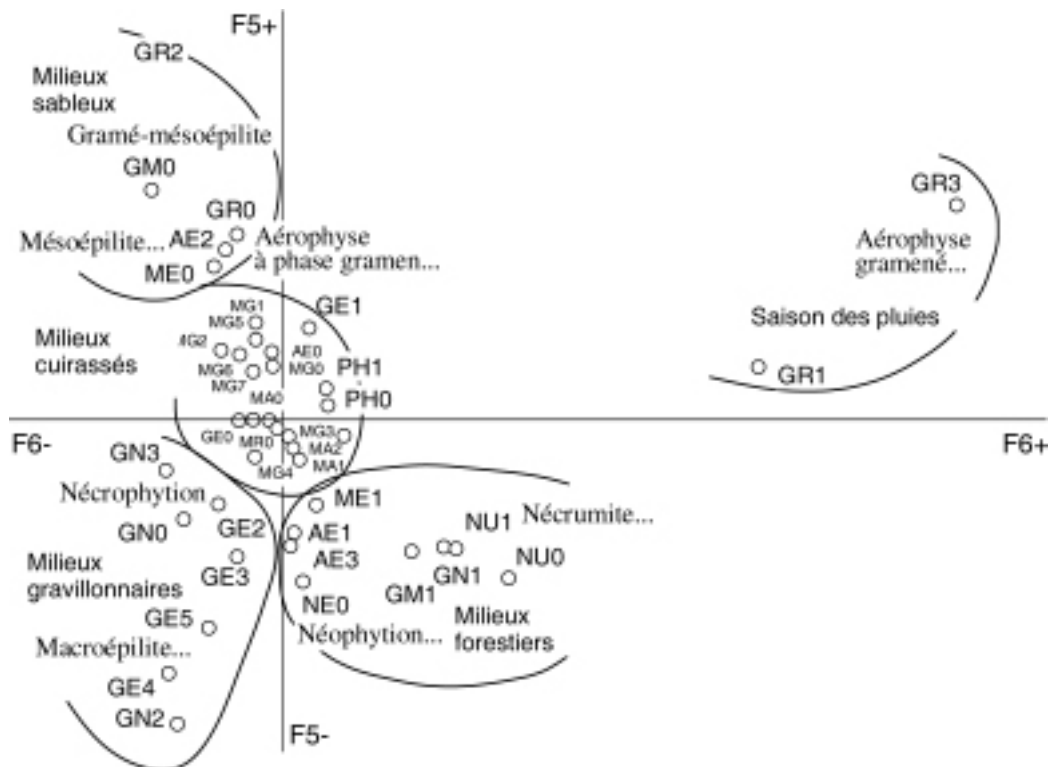 F5+
GR2
Milieux
sableux
Gramé-mésoépilite
GM0
GR3
GR0
Mésoépilite...
AE2
Aérophyse
à phase gramen...
Aérophyse
gramené...
ME0
MG1
GE1
MG5
Milieux
cuirassés
MG2
AE0
Saison des pluies
MG6
MG0
PH1
GR1
MG7
MA0
PH0
F6-
GE0
MR0
MG3
MA2
F6+
GN3
MG4
MA1
Nécrophytion
ME1
NU1
Nécrumite...
GN0
GE2
AE1
NU0
Milieux
gravillonnaires
GE3
AE3
GN1
NE0
GM1
GE5
Néophytion...
Milieux
forestiers
Macroépilite...
GE4
GN2
F5-